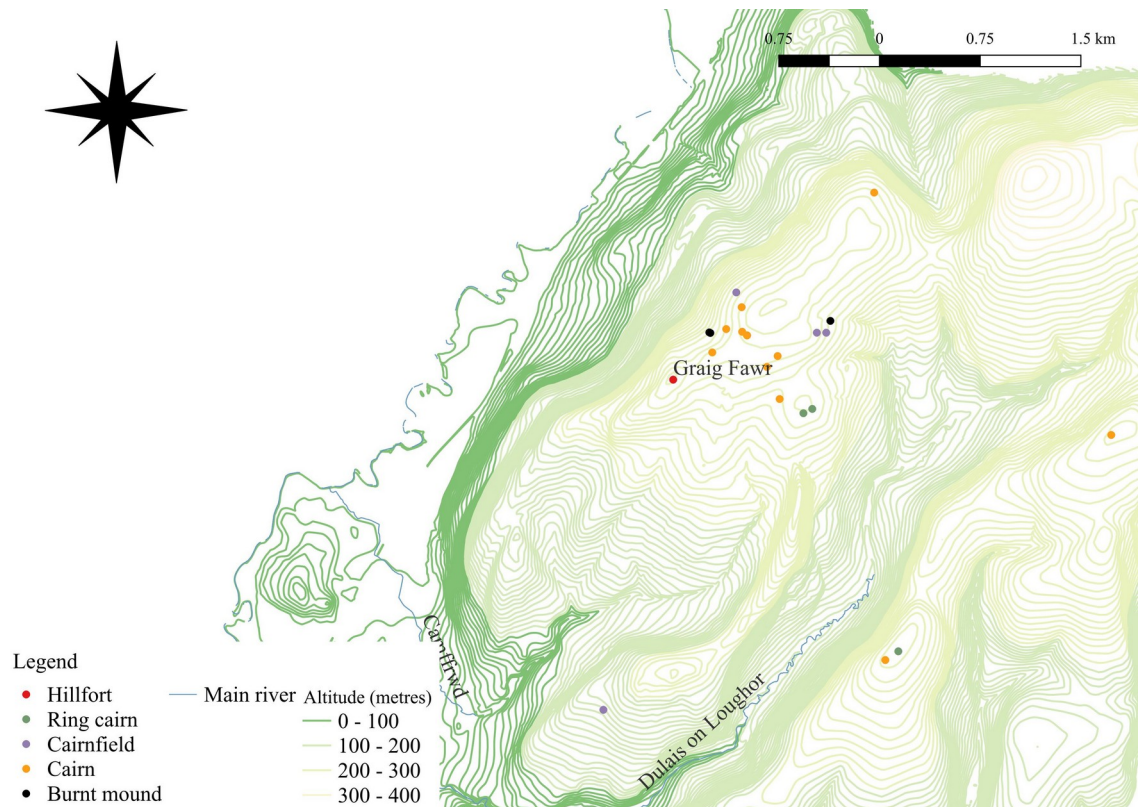 0.75 0 0.75 1.5 km
Graig Fawr
Camffrwd
Dulais on Loughor
Legend
Hillfort
Ring cairn
Cairnfield
Cairn
Burnt mound
Main river
Altitude (metres)
0 - 100
100 - 200
200 - 300
300 - 400